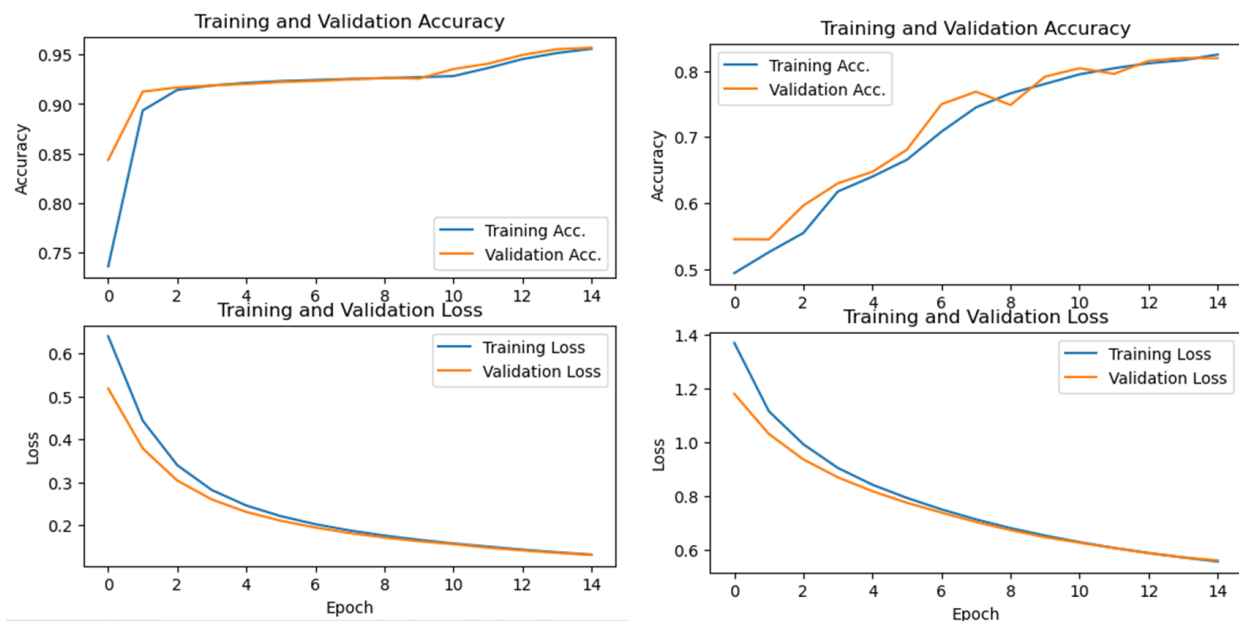 Training and Validation Accuracy
Accuracy
0.95
0.90
0.85
0.80
0.75
Training Acc.
Validation Acc.
0 2 4 6 8 10 12 14
Training and Validation Loss
Loss
0.6
0.5
0.4
0.3
0.2
Training Loss
Validation Loss
0 2 4 6 8 10 12 14
Epoch
Training and Validation Accuracy
Accuracy
0.8
0.7
0.6
0.5
Training Acc.
Validation Acc.
0 2 4 6 8 10 12 14
Training and Validation Loss
Loss
1.4
1.2
1.0
0.8
0.6
Training Loss
Validation Loss
0 2 4 6 8 10 12 14
Epoch